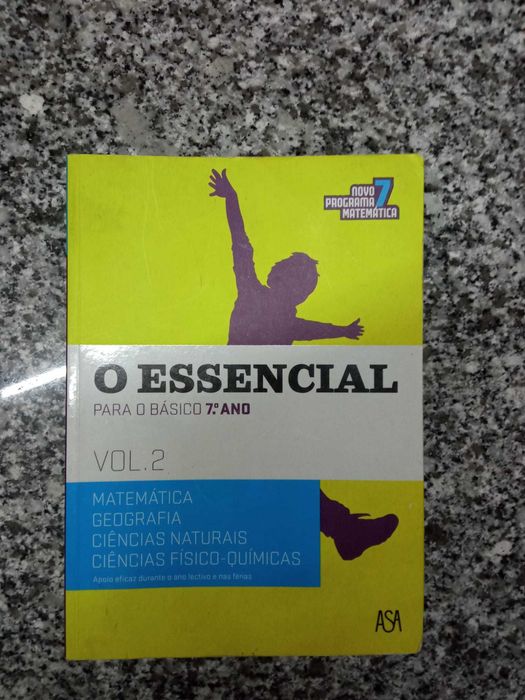 NOVO
PROGRAMA 7
MATEMÁTICA
O ESSENCIAL
PARA O BÁSICO 7.º ANO
VOL.2
MATEMÁTICA
GEOGRAFIA
CIÊNCIAS NATURAIS
CIÊNCIAS FÍSICO-QUÍMICAS
Apoio eficaz durante o ano lectivo e nas férias
ASA